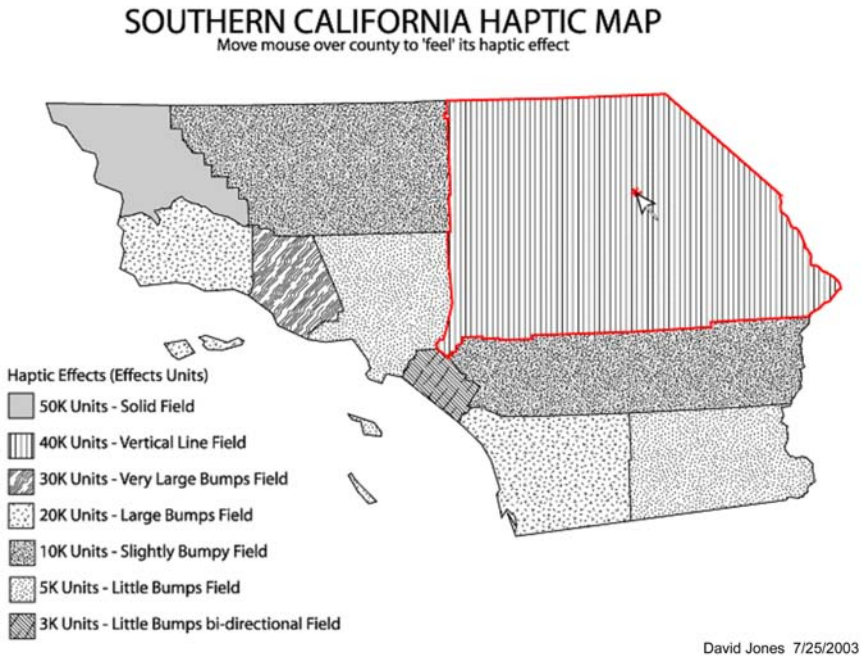 SOUTHERN CALIFORNIA HAPTIC MAP
Move mouse over county to 'feel' its haptic effect
Haptic Effects (Effects Units)
50K Units - Solid Field
40K Units - Vertical Line Field
30K Units - Very Large Bumps Field
20K Units - Large Bumps Field
10K Units - Slightly Bumpy Field
5K Units - Little Bumps Field
3K Units - Little Bumps bi-directional Field
David Jones 7/25/2003